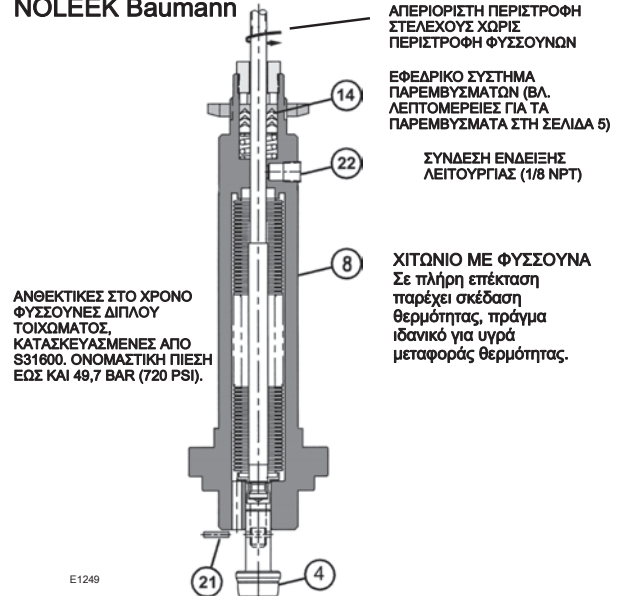 NOLEEK Baumann
ΑΠΕΡΙΟΡΙΣΤΗ ΠΕΡΙΣΤΡΟΦΗ
ΣΤΕΛΕΧΟΥΣ ΧΩΡΙΣ
ΠΕΡΙΣΤΡΟΦΗ ΦΥΣΣΟΥΝΩΝ
ΕΦΕΔΡΙΚΟ ΣΥΣΤΗΜΑ
ΠΑΡΕΜΒΥΣΜΑΤΩΝ (ΒΛ.
ΛΕΠΤΟΜΕΡΕΙΕΣ ΓΙΑ ΤΑ
ΠΑΡΕΜΒΥΣΜΑΤΑ ΣΤΗ ΣΕΛΙΔΑ 5)
14
22
ΣΥΝΔΕΣΗ ΕΝΔΕΙΞΗΣ
ΛΕΙΤΟΥΡΓΙΑΣ (1/8 NPT)
8
ΧΙΤΩΝΙΟ ΜΕ ΦΥΣΣΟΥΝΑ
Σε πλήρη επέκταση
παρέχει σκέδαση
θερμότητας, πράγμα
ιδανικό για υγρά
μεταφοράς θερμότητας.
ΑΝΘΕΚΤΙΚΕΣ ΣΤΟ ΧΡΟΝΟ
ΦΥΣΣΟΥΝΕΣ ΔΙΠΛΟΥ
ΤΟΙΧΩΜΑΤΟΣ,
ΚΑΤΑΣΚΕΥΑΣΜΕΝΕΣ ΑΠΟ
S31600. ΟΝΟΜΑΣΤΙΚΗ ΠΙΕΣΗ
ΕΩΣ ΚΑΙ 49,7 BAR (720 PSI).
21
4
E1249